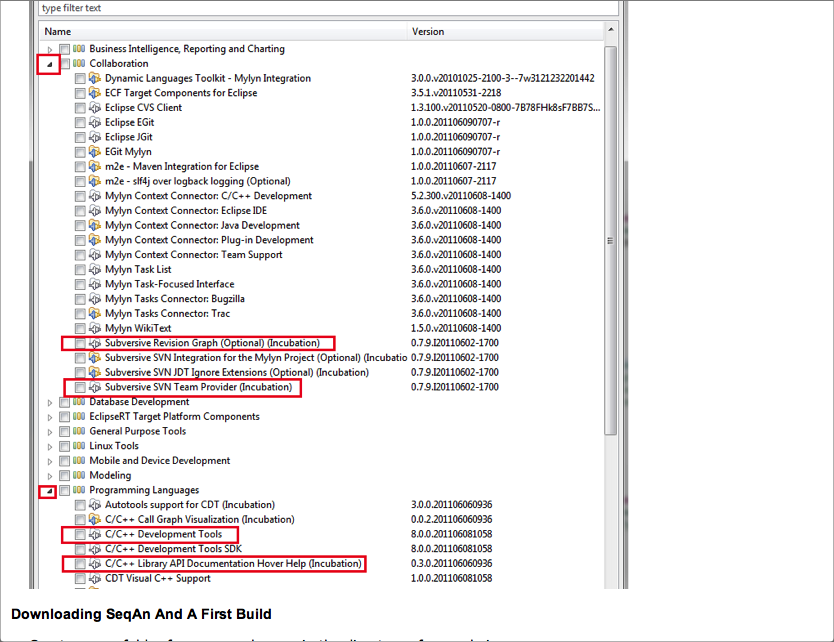 type filter text
Name Version
Business Intelligence, Reporting and Charting
Collaboration
Dynamic Languages Toolkit - Mylyn Integration 3.0.0.v20101025-2100-3--7w3121232201442
ECF Target Components for Eclipse 3.5.1.v20110531-2218
Eclipse CVS Client 1.3.100.v20110520-0800-7B78FHk8sF7BB7S...
Eclipse EGit 1.0.0.201106090707-r
Eclipse JGit 1.0.0.201106090707-r
EGit Mylyn 1.0.0.201106090707-r
m2e - Maven Integration for Eclipse 1.0.0.20110607-2117
m2e - slf4j over logback logging (Optional) 1.0.0.20110607-2117
Mylyn Context Connector: C/C++ Development 5.2.300.v20110608-1400
Mylyn Context Connector: Eclipse IDE 3.6.0.v20110608-1400
Mylyn Context Connector: Java Development 3.6.0.v20110608-1400
Mylyn Context Connector: Plug-in Development 3.6.0.v20110608-1400
Mylyn Context Connector: Team Support 3.6.0.v20110608-1400
Mylyn Task List 3.6.0.v20110608-1400
Mylyn Task-Focused Interface 3.6.0.v20110608-1400
Mylyn Tasks Connector: Bugzilla 3.6.0.v20110608-1400
Mylyn Tasks Connector: Trac 3.6.0.v20110608-1400
Mylyn WikiText 1.5.0.v20110608-1400
Subversive Revision Graph (Optional) (Incubation) 0.7.9.I20110602-1700
Subversive SVN Integration for the Mylyn Project (Optional) (Incubatio 0.7.9.I20110602-1700
Subversive SVN JDT Ignore Extensions (Optional) (Incubation) 0.7.9.I20110602-1700
Subversive SVN Team Provider (Incubation) 0.7.9.I20110602-1700
Database Development
EclipseRT Target Platform Components
General Purpose Tools
Linux Tools
Mobile and Device Development
Modeling
Programming Languages
Autotools support for CDT (Incubation) 3.0.0.201106060936
C/C++ Call Graph Visualization (Incubation) 0.0.2.201106060936
C/C++ Development Tools 8.0.0.201106081058
C/C++ Development Tools SDK 8.0.0.201106081058
C/C++ Library API Documentation Hover Help (Incubation) 0.3.0.201106060936
CDT Visual C++ Support 1.0.0.201106081058
Downloading SeqAn And A First Build